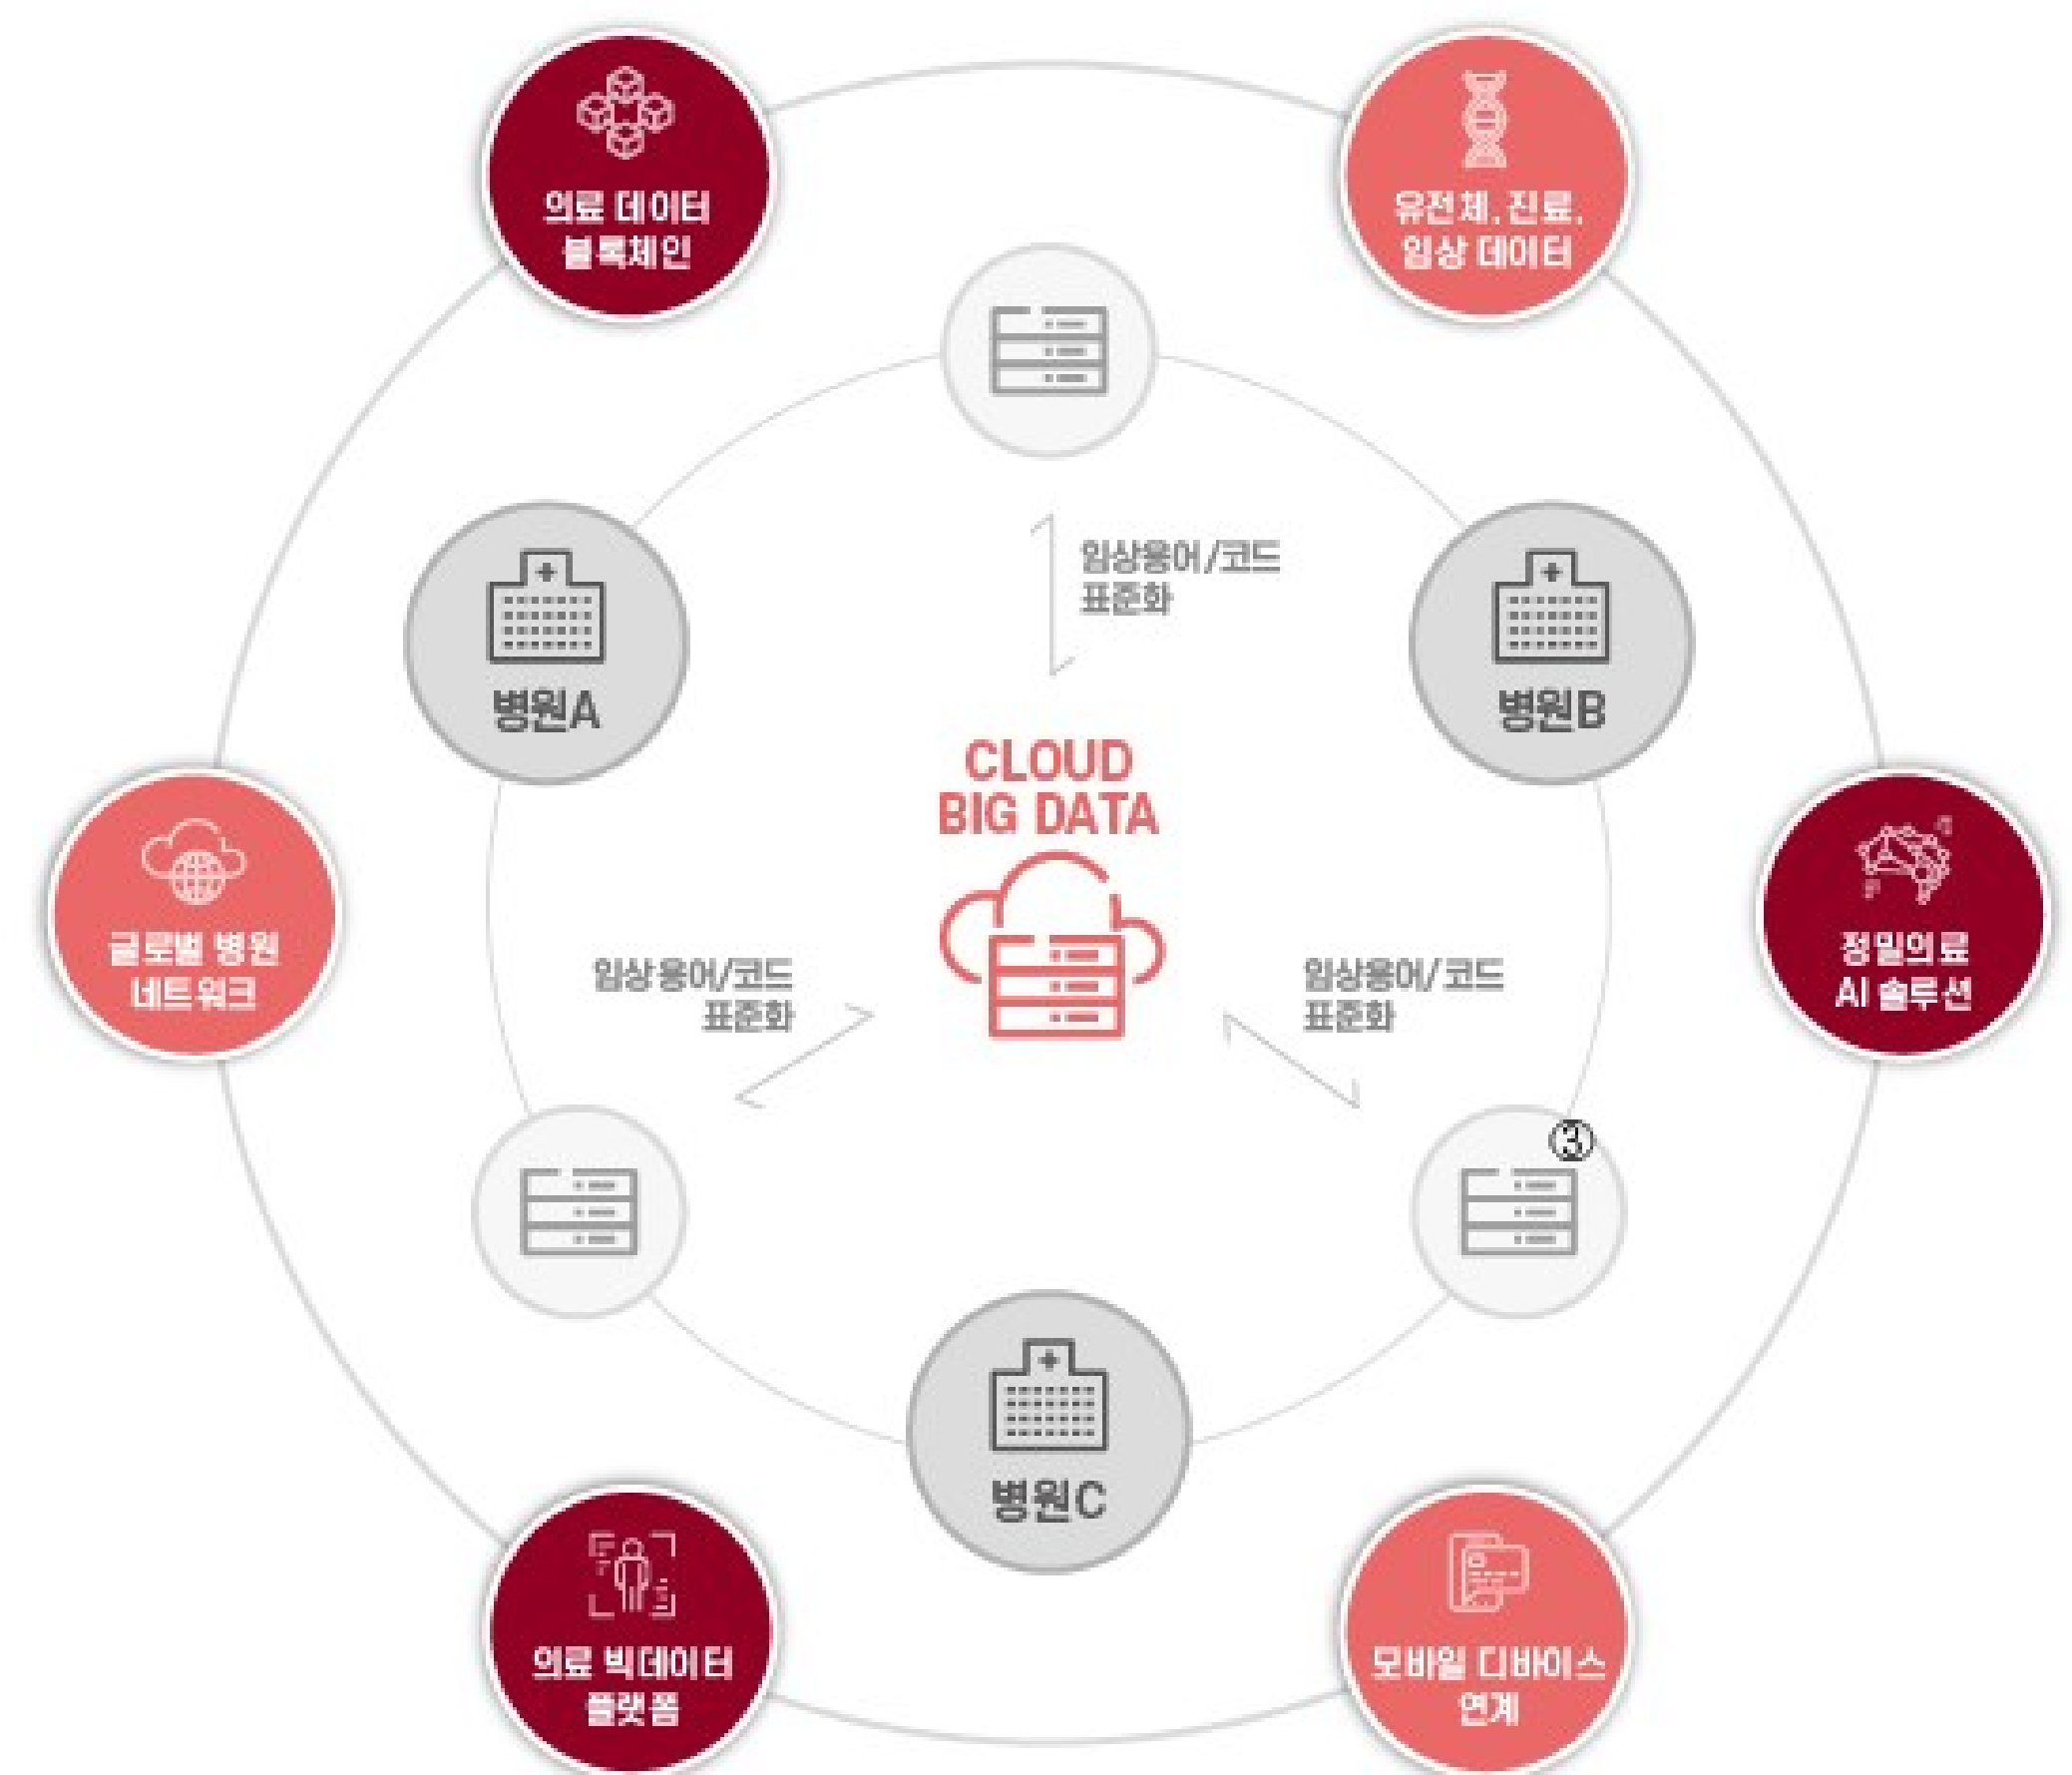 의료 데이터
블록체인
유전체, 진료,
임상 데이터
임상용어/코드
표준화
병원A
병원B
CLOUD
BIG DATA
글로벌 병원
네트워크
정밀의료
AI 솔루션
임상용어/코드
표준화
임상용어/코드
표준화
③
병원C
의료 빅데이터
플랫폼
모바일 디바이스
연계